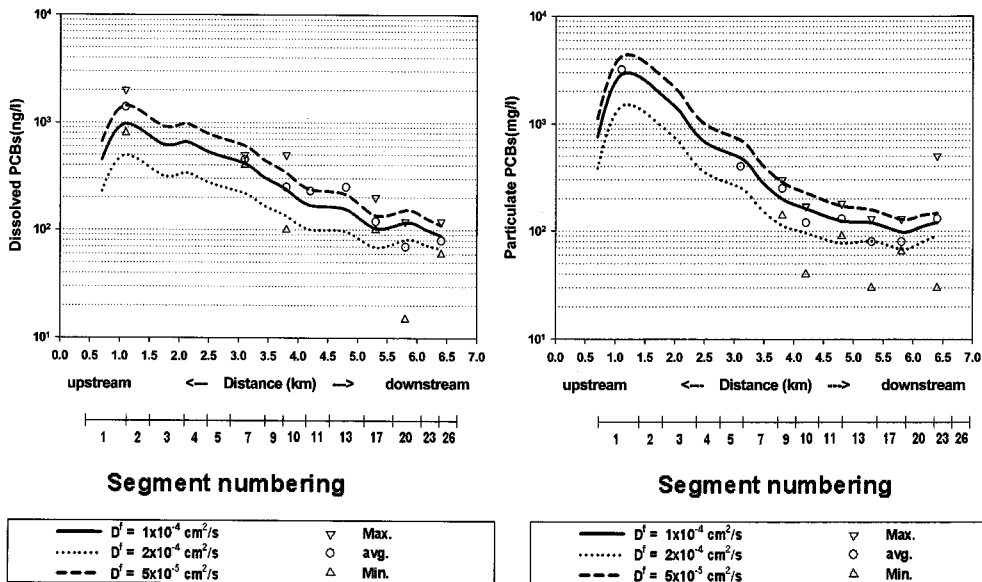 10⁴
10³
10²
10¹
Dissolved PCBs(ng/l)
0.0 0.5 1.0 1.5 2.0 2.5 3.0 3.5 4.0 4.5 5.0 5.5 6.0 6.5 7.0
upstream <--- Distance (km) ---> downstream
1 2 3 4 5 7 9 10 11 13 17 20 23 26
Segment numbering
Dᶠ = 1x10⁻⁴ cm²/s Max.
Dᶠ = 2x10⁻⁴ cm²/s avg.
Dᶠ = 5x10⁻⁵ cm²/s Min.
10⁴
10³
10²
10¹
Particulate PCBs(mg/l)
0.0 0.5 1.0 1.5 2.0 2.5 3.0 3.5 4.0 4.5 5.0 5.5 6.0 6.5 7.0
upstream <--- Distance (km) ---> downstream
1 2 3 4 5 7 9 10 11 13 17 20 23 26
Segment numbering
Dᶠ = 1x10⁻⁴ cm²/s Max.
Dᶠ = 2x10⁻⁴ cm²/s avg.
Dᶠ = 5x10⁻⁵ cm²/s Min.